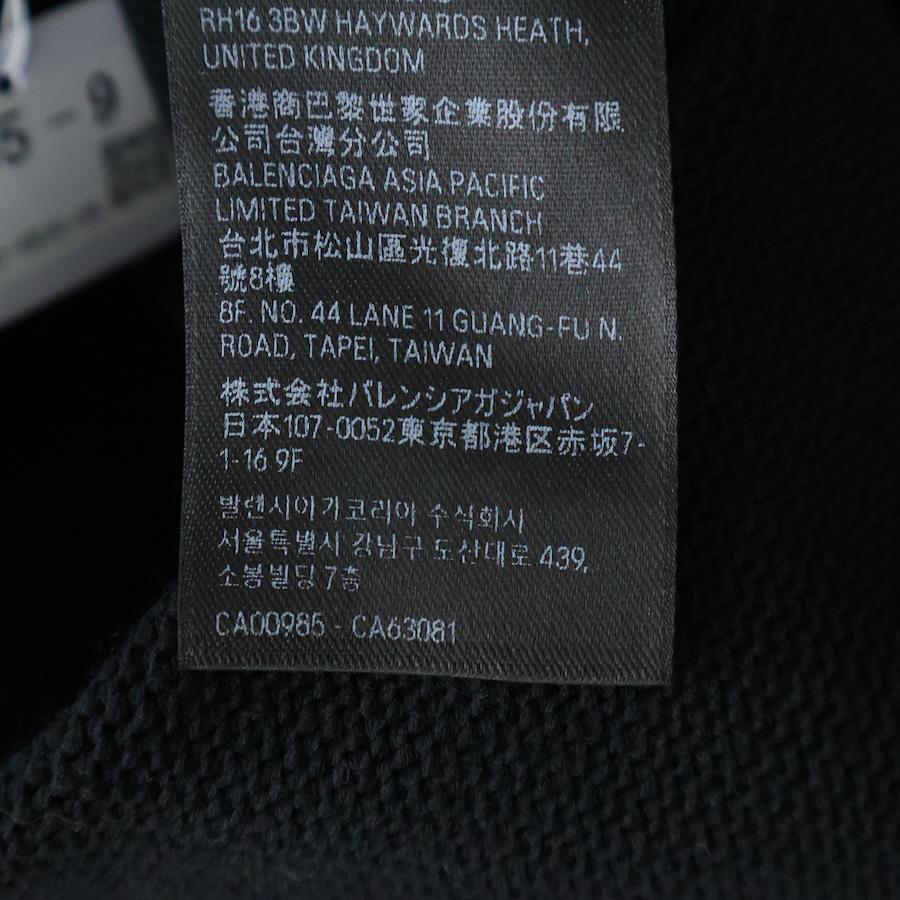 RH16 3BW HAYWARDS HEATH,
UNITED KINGDOM
香港商巴黎世家企業股份有限
公司台灣分公司
BALENCIAGA ASIA PACIFIC
LIMITED TAIWAN BRANCH
台北市松山區光復北路11巷44
號8樓
8F. NO. 44 LANE 11 GUANG-FU N.
ROAD, TAPEI, TAIWAN
株式会社バレンシアガジャパン
日本107-0052東京都港区赤坂7-
1-16 9F
발렌시아가코리아 수식회사
서울특별시 강남구 도산대로 439,
소봉빌딩 7층
CA00985 - CA63081
5 - 9